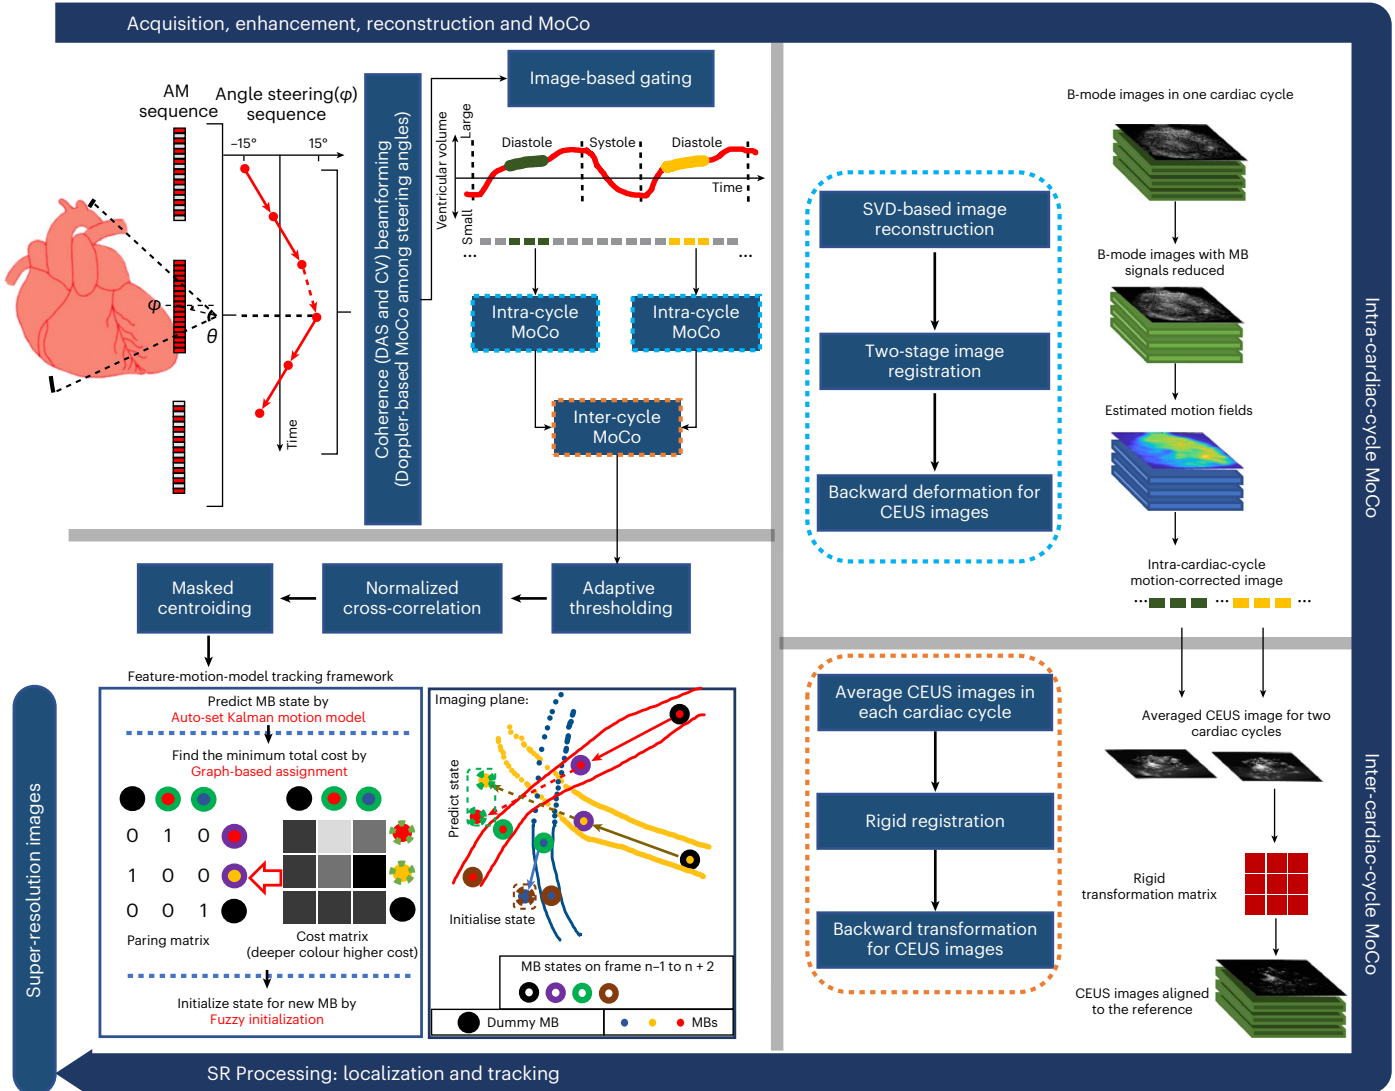 Acquisition, enhancement, reconstruction and MoCo
AM
sequence
Angle steering(φ)
sequence
–15°
15°
φ
θ
Time
Coherence (DAS and CV) beamforming
(Doppler-based MoCo among steering angles)
Image-based gating
Ventricular volume
Large
Small
Diastole
Systole
Diastole
Time
...
...
Intra-cycle
MoCo
Intra-cycle
MoCo
Inter-cycle
MoCo
SVD-based image
reconstruction
Two-stage image
registration
Backward deformation for
CEUS images
B-mode images in one cardiac cycle
B-mode images with MB
signals reduced
Estimated motion fields
Intra-cardiac-cycle
motion-corrected image
... ... ...
Intra-cardiac-cycle MoCo
Masked
centroiding
Normalized
cross-correlation
Adaptive
thresholding
Feature-motion-model tracking framework
Predict MB state by
Auto-set Kalman motion model
Find the minimum total cost by
Graph-based assignment
0 1 0
1 0 0
0 0 1
Paring matrix
Cost matrix
(deeper colour higher cost)
Initialize state for new MB by
Fuzzy initialization
Imaging plane:
Predict state
Initialise state
MB states on frame n–1 to n + 2
Dummy MB
MBs
Average CEUS images in
each cardiac cycle
Rigid registration
Backward transformation
for CEUS images
Averaged CEUS image for two
cardiac cycles
Rigid
transformation matrix
CEUS images aligned
to the reference
Inter-cardiac-cycle MoCo
Super-resolution images
SR Processing: localization and tracking